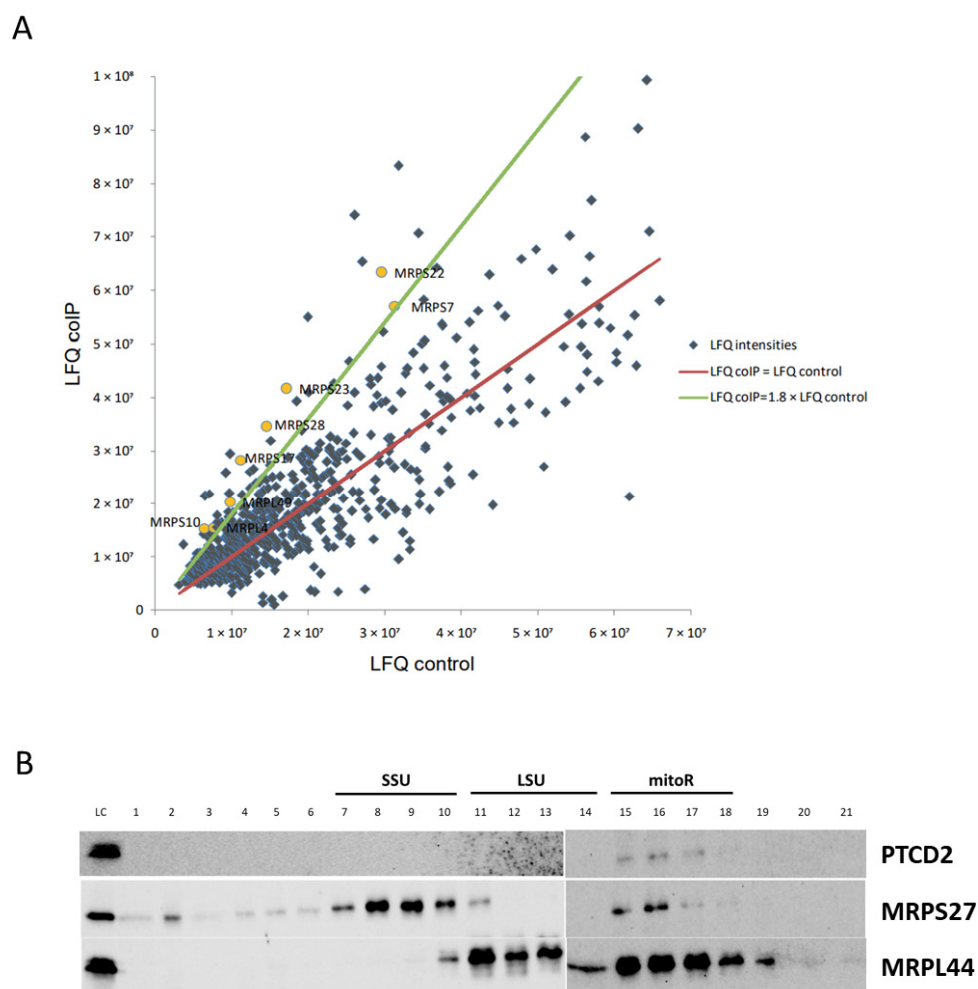 A
1 × 10⁸
9 × 10⁷
8 × 10⁷
7 × 10⁷
6 × 10⁷
5 × 10⁷
4 × 10⁷
3 × 10⁷
2 × 10⁷
1 × 10⁷
0
LFQ coIP
MRPS22
MRPS7
MRPS23
MRPS28
MRPS17
MRPL49
MRPS10
MRPL4
LFQ intensities
LFQ coIP = LFQ control
LFQ coIP=1.8 × LFQ control
0 1 × 10⁷ 2 × 10⁷ 3 × 10⁷ 4 × 10⁷ 5 × 10⁷ 6 × 10⁷ 7 × 10⁷
LFQ control
B
SSU LSU mitoR
LC 1 2 3 4 5 6 7 8 9 10 11 12 13 14 15 16 17 18 19 20 21
PTCD2
MRPS27
MRPL44